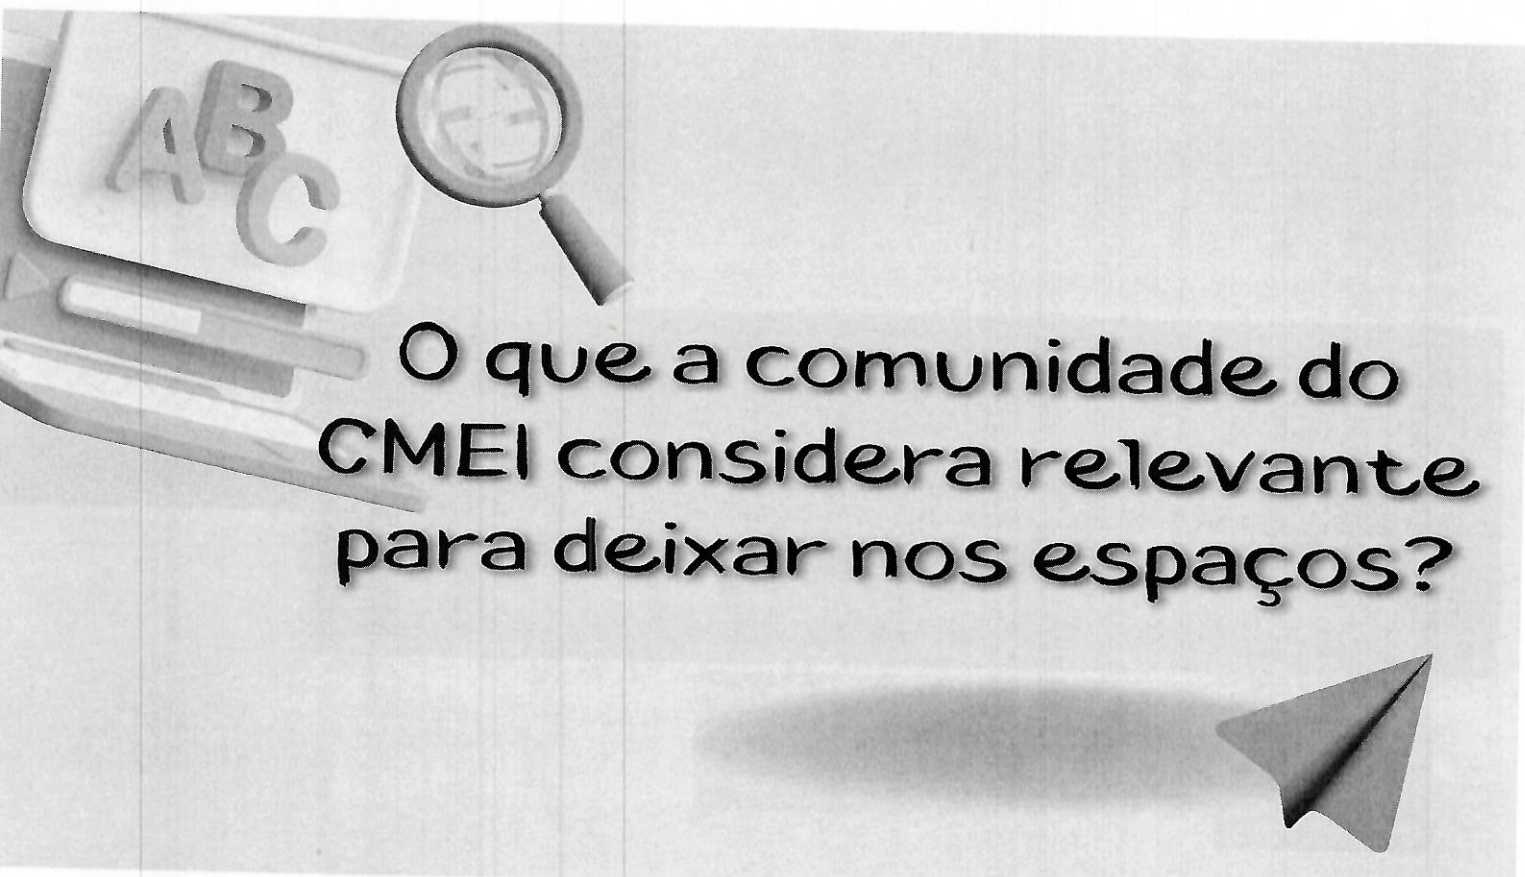 ABC
O que a comunidade do
CMEI considera relevante
para deixar nos espaços?